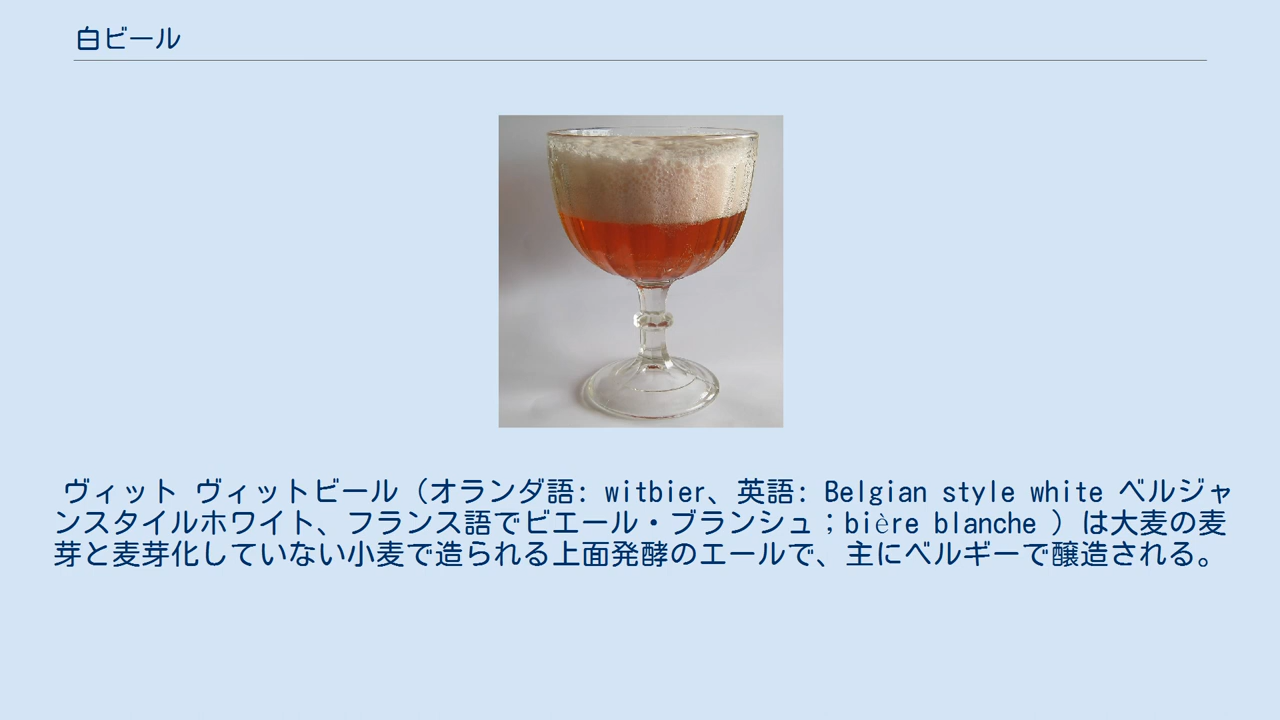 白ビール
ヴィット ヴィットビール（オランダ語: witbier、英語: Belgian style white ベルジャ
ンスタイルホワイト、フランス語でビエール・ブランシュ；bière blanche ）は大麦の麦
芽と麦芽化していない小麦で造られる上面発酵のエールで、主にベルギーで醸造される。